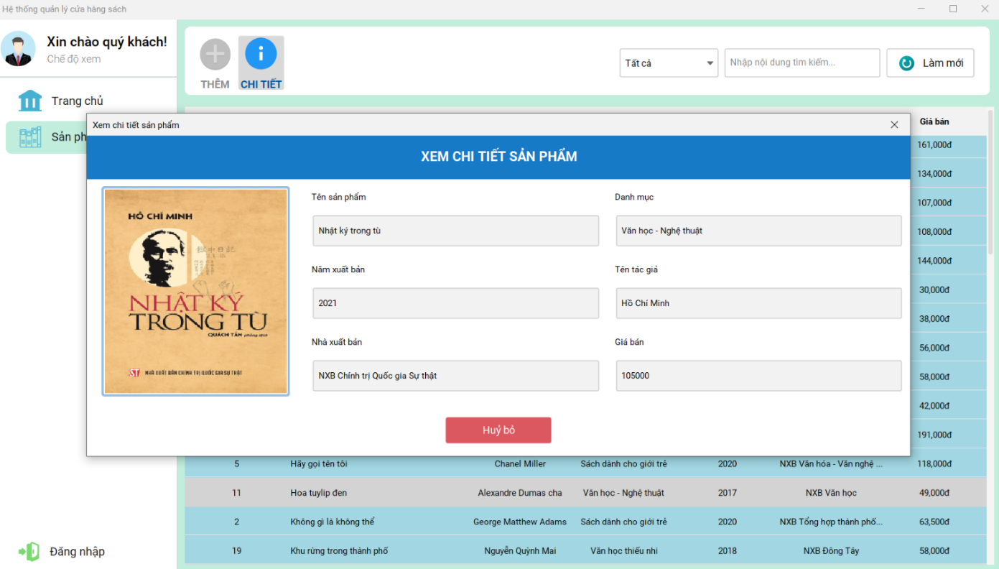 Hệ thống quản lý cửa hàng sách
Xin chào quý khách!
Chế độ xem
THÊM
CHI TIẾT
Tất cả
Nhập nội dung tìm kiếm...
Làm mới
Trang chủ
Sản ph
Xem chi tiết sản phẩm
XEM CHI TIẾT SẢN PHẨM
HỒ CHÍ MINH
NHẬT KÝ
TRONG TÙ
QUÁCH TẤN phỏng dịch
ST NHÀ XUẤT BẢN CHÍNH TRỊ QUỐC GIA SỰ THẬT
Tên sản phẩm
Nhật ký trong tù
Danh mục
Văn học - Nghệ thuật
Năm xuất bản
2021
Tên tác giả
Hồ Chí Minh
Nhà xuất bản
NXB Chính trị Quốc gia Sự thật
Giá bán
105000
Huỷ bỏ
Giá bán
161,000đ
134,000đ
107,000đ
108,000đ
144,000đ
30,000đ
38,000đ
56,000đ
58,000đ
42,000đ
191,000đ
5 Hãy gọi tên tôi Chanel Miller Sách dành cho giới trẻ 2020 NXB Văn hóa - Văn nghệ ... 118,000đ
11 Hoa tuylip đen Alexandre Dumas cha Văn học - Nghệ thuật 2017 NXB Văn học 49,000đ
2 Không gì là không thể George Matthew Adams Sách dành cho giới trẻ 2020 NXB Tổng hợp thành phố... 63,500đ
19 Khu rừng trong thành phố Nguyễn Quỳnh Mai Văn học thiếu nhi 2018 NXB Đông Tây 58,000đ
Đăng nhập